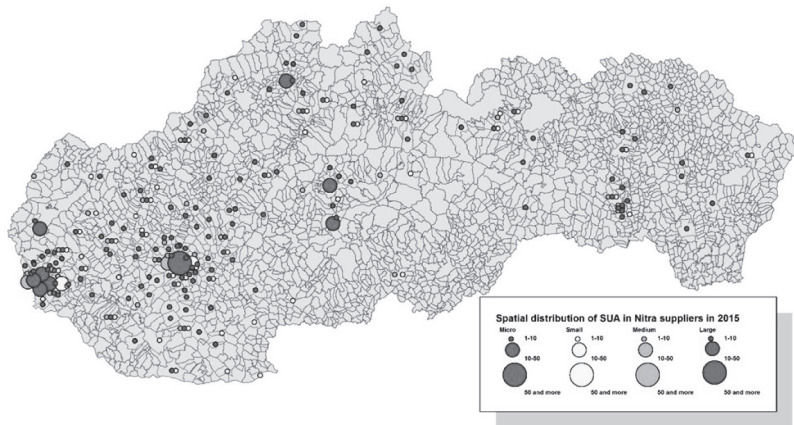 Spatial distribution of SUA in Nitra suppliers in 2015
Micro Small Medium Large
1-10 1-10 1-10 1-10
10-50 10-50 10-50 10-50
50 and more 50 and more 50 and more 50 and more